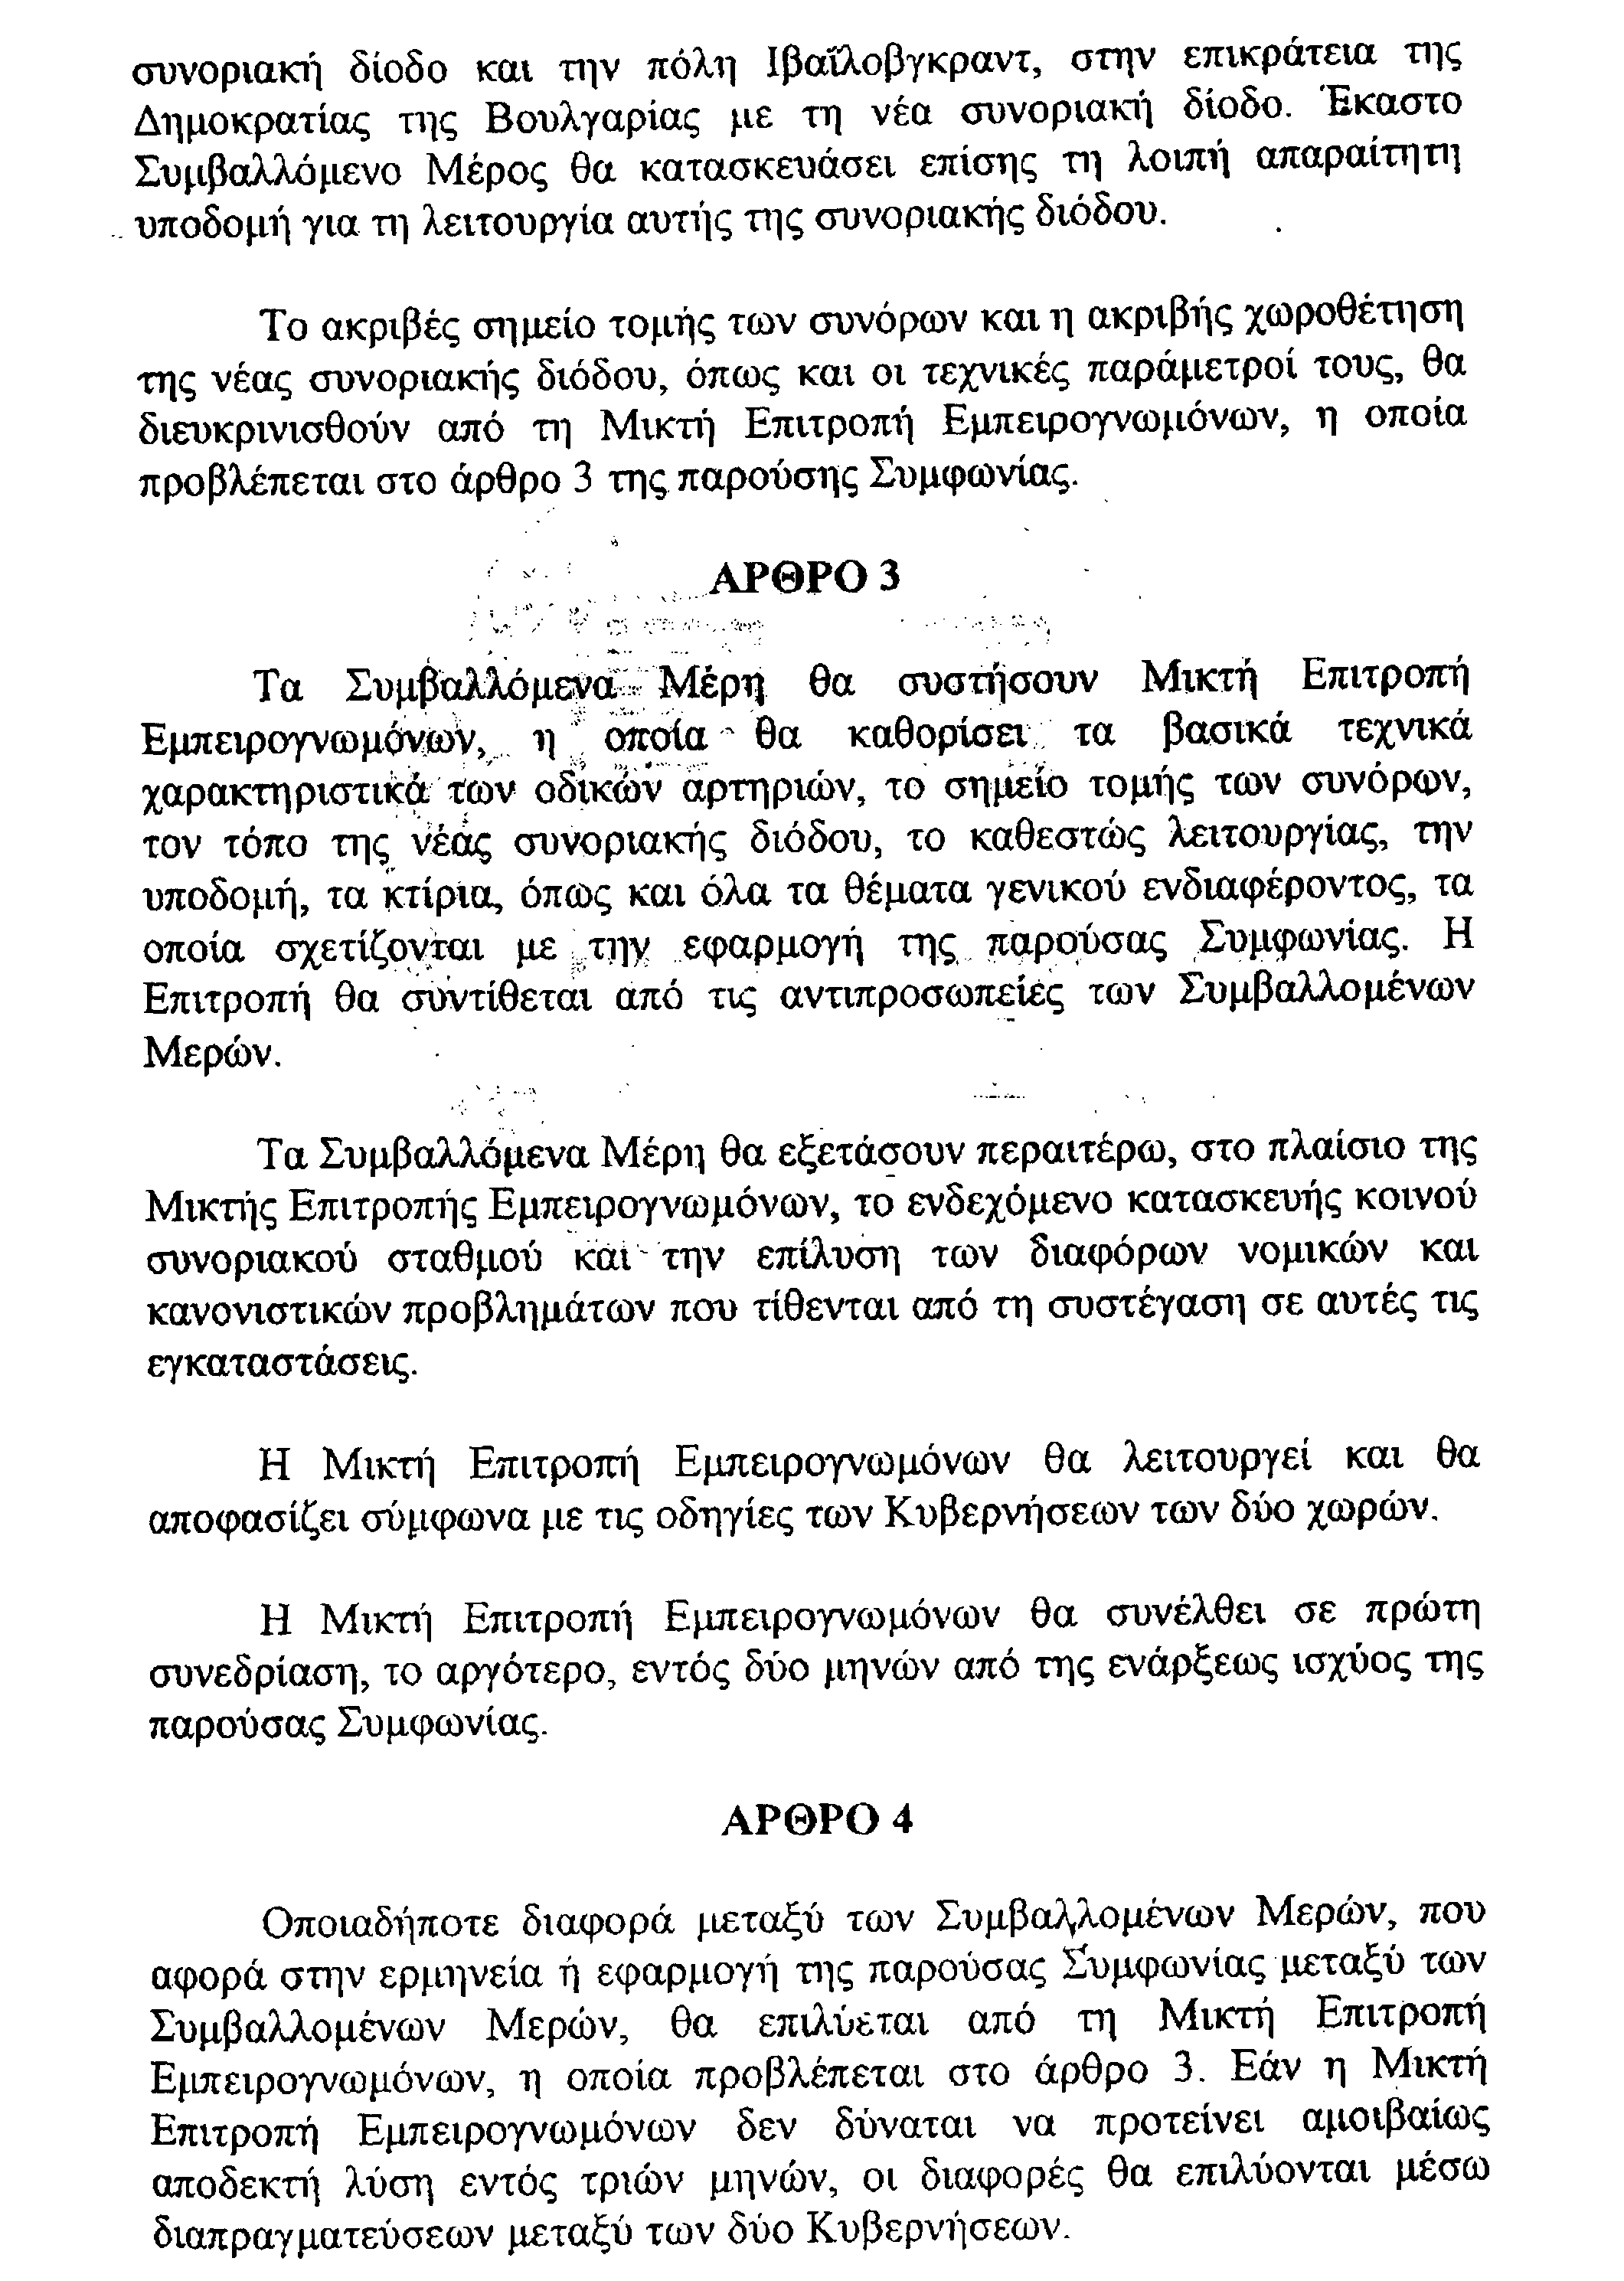 συνοριακή δίοδο και την πόλη Ιβαΐλοβγκραντ, στην επικράτεια της
Δημοκρατίας της Βουλγαρίας με τη νέα συνοριακή δίοδο. Έκαστο
Συμβαλλόμενο Μέρος θα κατασκευάσει επίσης τη λοιπή απαραίτητη
υποδομή για τη λειτουργία αυτής της συνοριακής διόδου.
Το ακριβές σημείο τομής των συνόρων και η ακριβής χωροθέτηση
της νέας συνοριακής διόδου, όπως και οι τεχνικές παράμετροί τους, θα
διευκρινισθούν από τη Μικτή Επιτροπή Εμπειρογνωμόνων, η οποία
προβλέπεται στο άρθρο 3 της παρούσης Συμφωνίας.
ΑΡΘΡΟ 3
Τα Συμβαλλόμενα Μέρη θα συστήσουν Μικτή Επιτροπή
Εμπειρογνωμόνων, η οποία θα καθορίσει τα βασικά τεχνικά
χαρακτηριστικά των οδικών αρτηριών, το σημείο τομής των συνόρων,
τον τόπο της νέας συνοριακής διόδου, το καθεστώς λειτουργίας, την
υποδομή, τα κτίρια, όπως και όλα τα θέματα γενικού ενδιαφέροντος, τα
οποία σχετίζονται με την εφαρμογή της παρούσας Συμφωνίας. Η
Επιτροπή θα συντίθεται από τις αντιπροσωπείες των Συμβαλλομένων
Μερών.
Τα Συμβαλλόμενα Μέρη θα εξετάσουν περαιτέρω, στο πλαίσιο της
Μικτής Επιτροπής Εμπειρογνωμόνων, το ενδεχόμενο κατασκευής κοινού
συνοριακού σταθμού και την επίλυση των διαφόρων νομικών και
κανονιστικών προβλημάτων που τίθενται από τη συστέγαση σε αυτές τις
εγκαταστάσεις.
Η Μικτή Επιτροπή Εμπειρογνωμόνων θα λειτουργεί και θα
αποφασίζει σύμφωνα με τις οδηγίες των Κυβερνήσεων των δύο χωρών.
Η Μικτή Επιτροπή Εμπειρογνωμόνων θα συνέλθει σε πρώτη
συνεδρίαση, το αργότερο, εντός δύο μηνών από της ενάρξεως ισχύος της
παρούσας Συμφωνίας.
ΑΡΘΡΟ 4
Οποιαδήποτε διαφορά μεταξύ των Συμβαλλομένων Μερών, που
αφορά στην ερμηνεία ή εφαρμογή της παρούσας Συμφωνίας μεταξύ των
Συμβαλλομένων Μερών, θα επιλύεται από τη Μικτή Επιτροπή
Εμπειρογνωμόνων, η οποία προβλέπεται στο άρθρο 3. Εάν η Μικτή
Επιτροπή Εμπειρογνωμόνων δεν δύναται να προτείνει αμοιβαίως
αποδεκτή λύση εντός τριών μηνών, οι διαφορές θα επιλύονται μέσω
διαπραγματεύσεων μεταξύ των δύο Κυβερνήσεων.